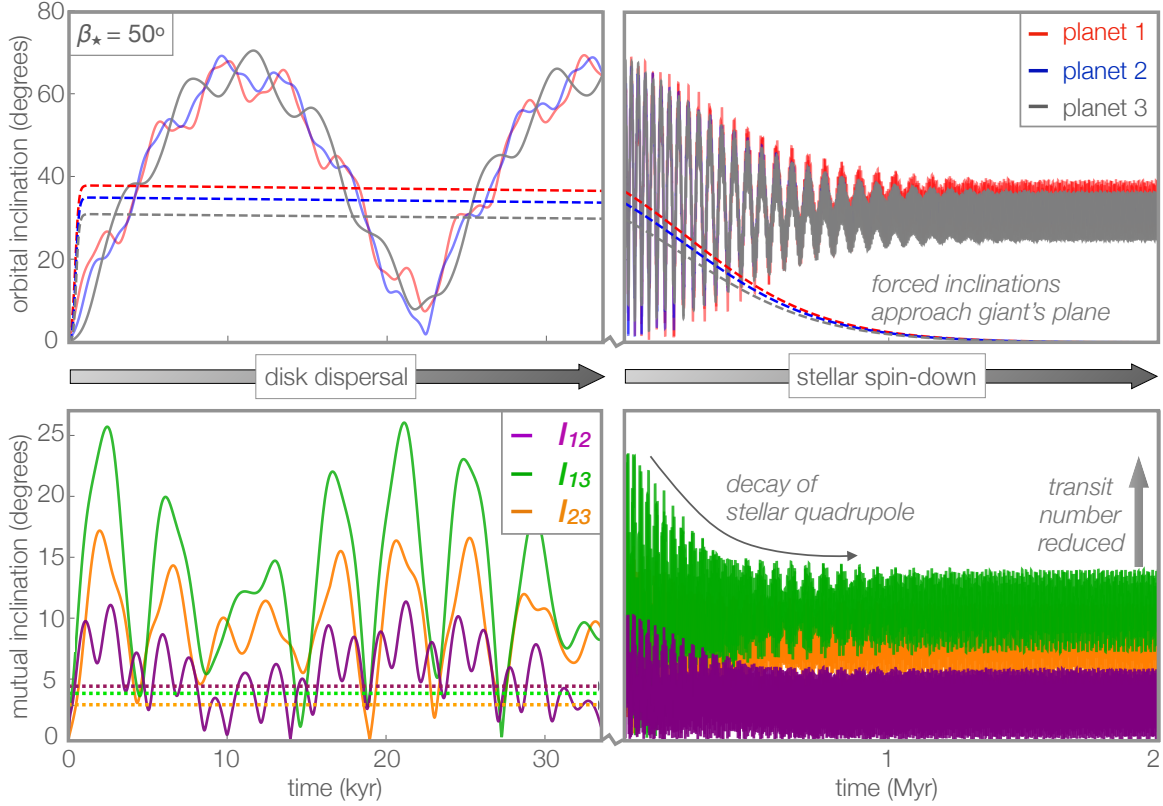 80
60
40
20
0
orbital inclination (degrees)
β⋆ = 50º
planet 1
planet 2
planet 3
forced inclinations
approach giant's plane
disk dispersal
stellar spin-down
25
20
15
10
5
0
mutual inclination (degrees)
I12
I13
I23
decay of
stellar quadrupole
transit
number
reduced
0
10
20
30
time (kyr)
1
2
time (Myr)